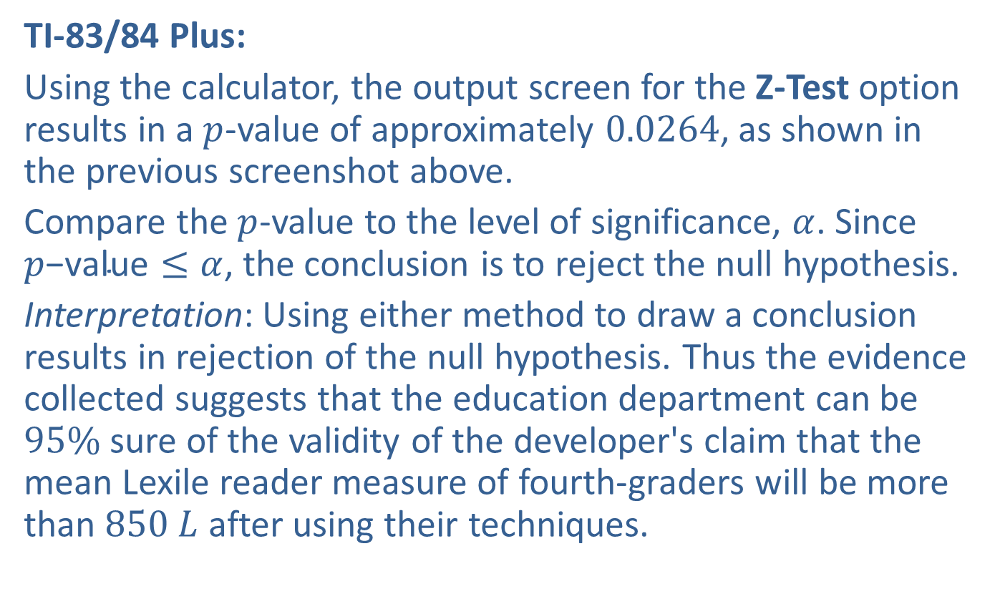 TI-83/84 Plus:
Using the calculator, the output screen for the Z-Test option
results in a p-value of approximately 0.0264, as shown in
the previous screenshot above.
Compare the p-value to the level of significance, α. Since
p−value ≤ α, the conclusion is to reject the null hypothesis.
Interpretation: Using either method to draw a conclusion
results in rejection of the null hypothesis. Thus the evidence
collected suggests that the education department can be
95% sure of the validity of the developer's claim that the
mean Lexile reader measure of fourth-graders will be more
than 850 L after using their techniques.